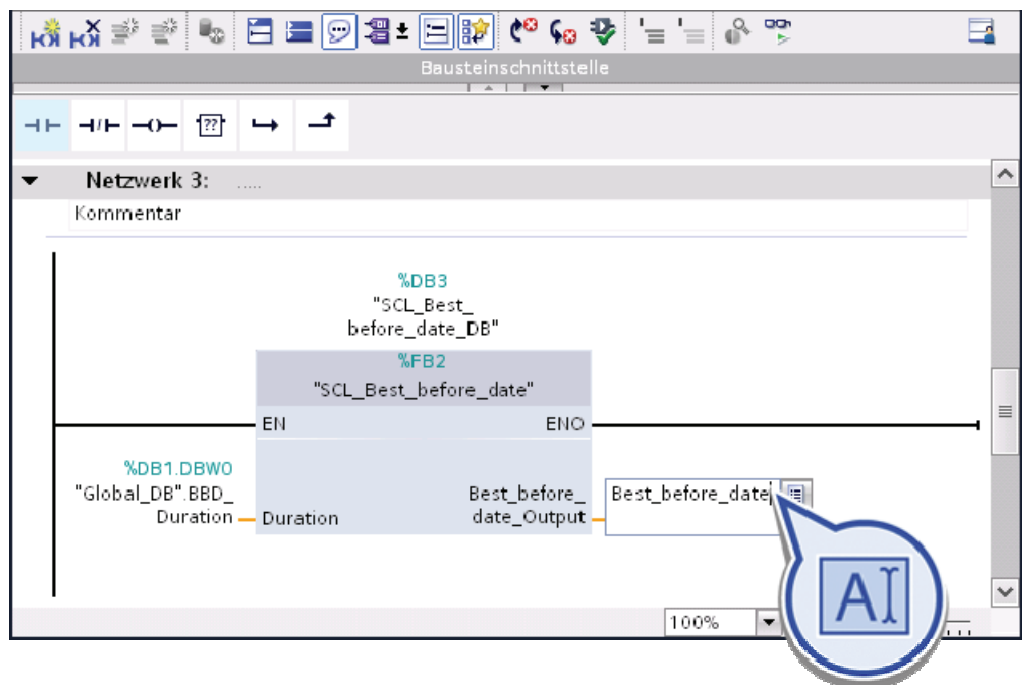 Bausteinschnittstelle
??
Netzwerk 3: .....
Kommentar
%DB3
"SCL_Best_
before_date_DB"
%FB2
"SCL_Best_before_date"
EN ENO
%DB1.DBW0
"Global_DB".BBD_
Duration
Duration
Best_before_
date_Output
Best_before_date
AI
100%